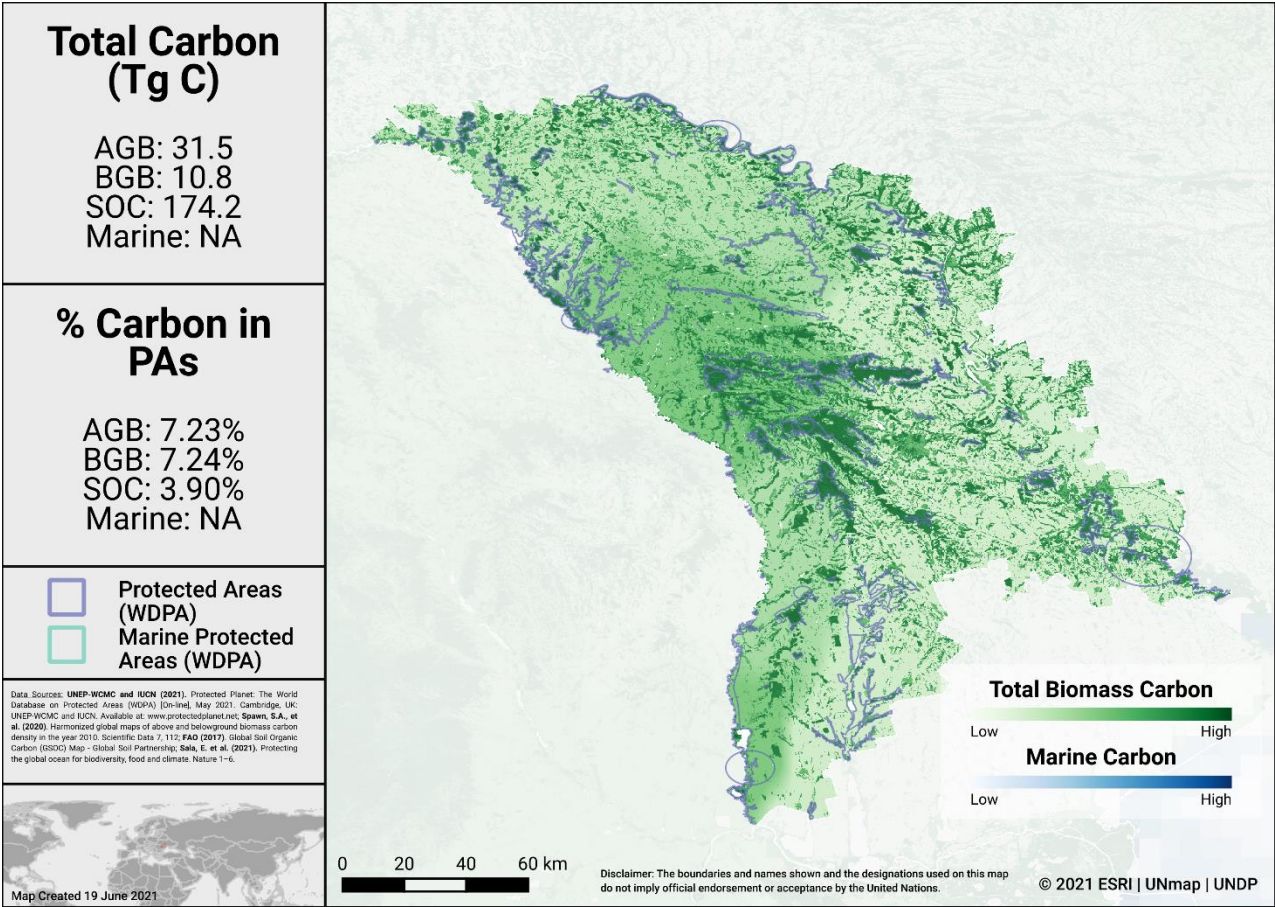 Total Carbon
(Tg C)
AGB: 31.5
BGB: 10.8
SOC: 174.2
Marine: NA
% Carbon in
PAs
AGB: 7.23%
BGB: 7.24%
SOC: 3.90%
Marine: NA
Protected Areas
(WDPA)
Marine Protected
Areas (WDPA)
Data Sources: UNEP-WCMC and IUCN (2021). Protected Planet: The World
Database on Protected Areas (WDPA) [On-line], May 2021. Cambridge, UK:
UNEP-WCMC and IUCN. Available at: www.protectedplanet.net; Spawn, S.A., et
al. (2020). Harmonized global maps of above and belowground biomass carbon
density in the year 2010. Scientific Data 7, 112; FAO (2017). Global Soil Organic
Carbon (GSOC) Map - Global Soil Partnership; Sala, E. et al. (2021). Protecting
the global ocean for biodiversity, food and climate. Nature 1–6.
Map Created 19 June 2021
0 20 40 60 km
Disclaimer: The boundaries and names shown and the designations used on this map
do not imply official endorsement or acceptance by the United Nations.
Total Biomass Carbon
Low High
Marine Carbon
Low High
© 2021 ESRI | UNmap | UNDP